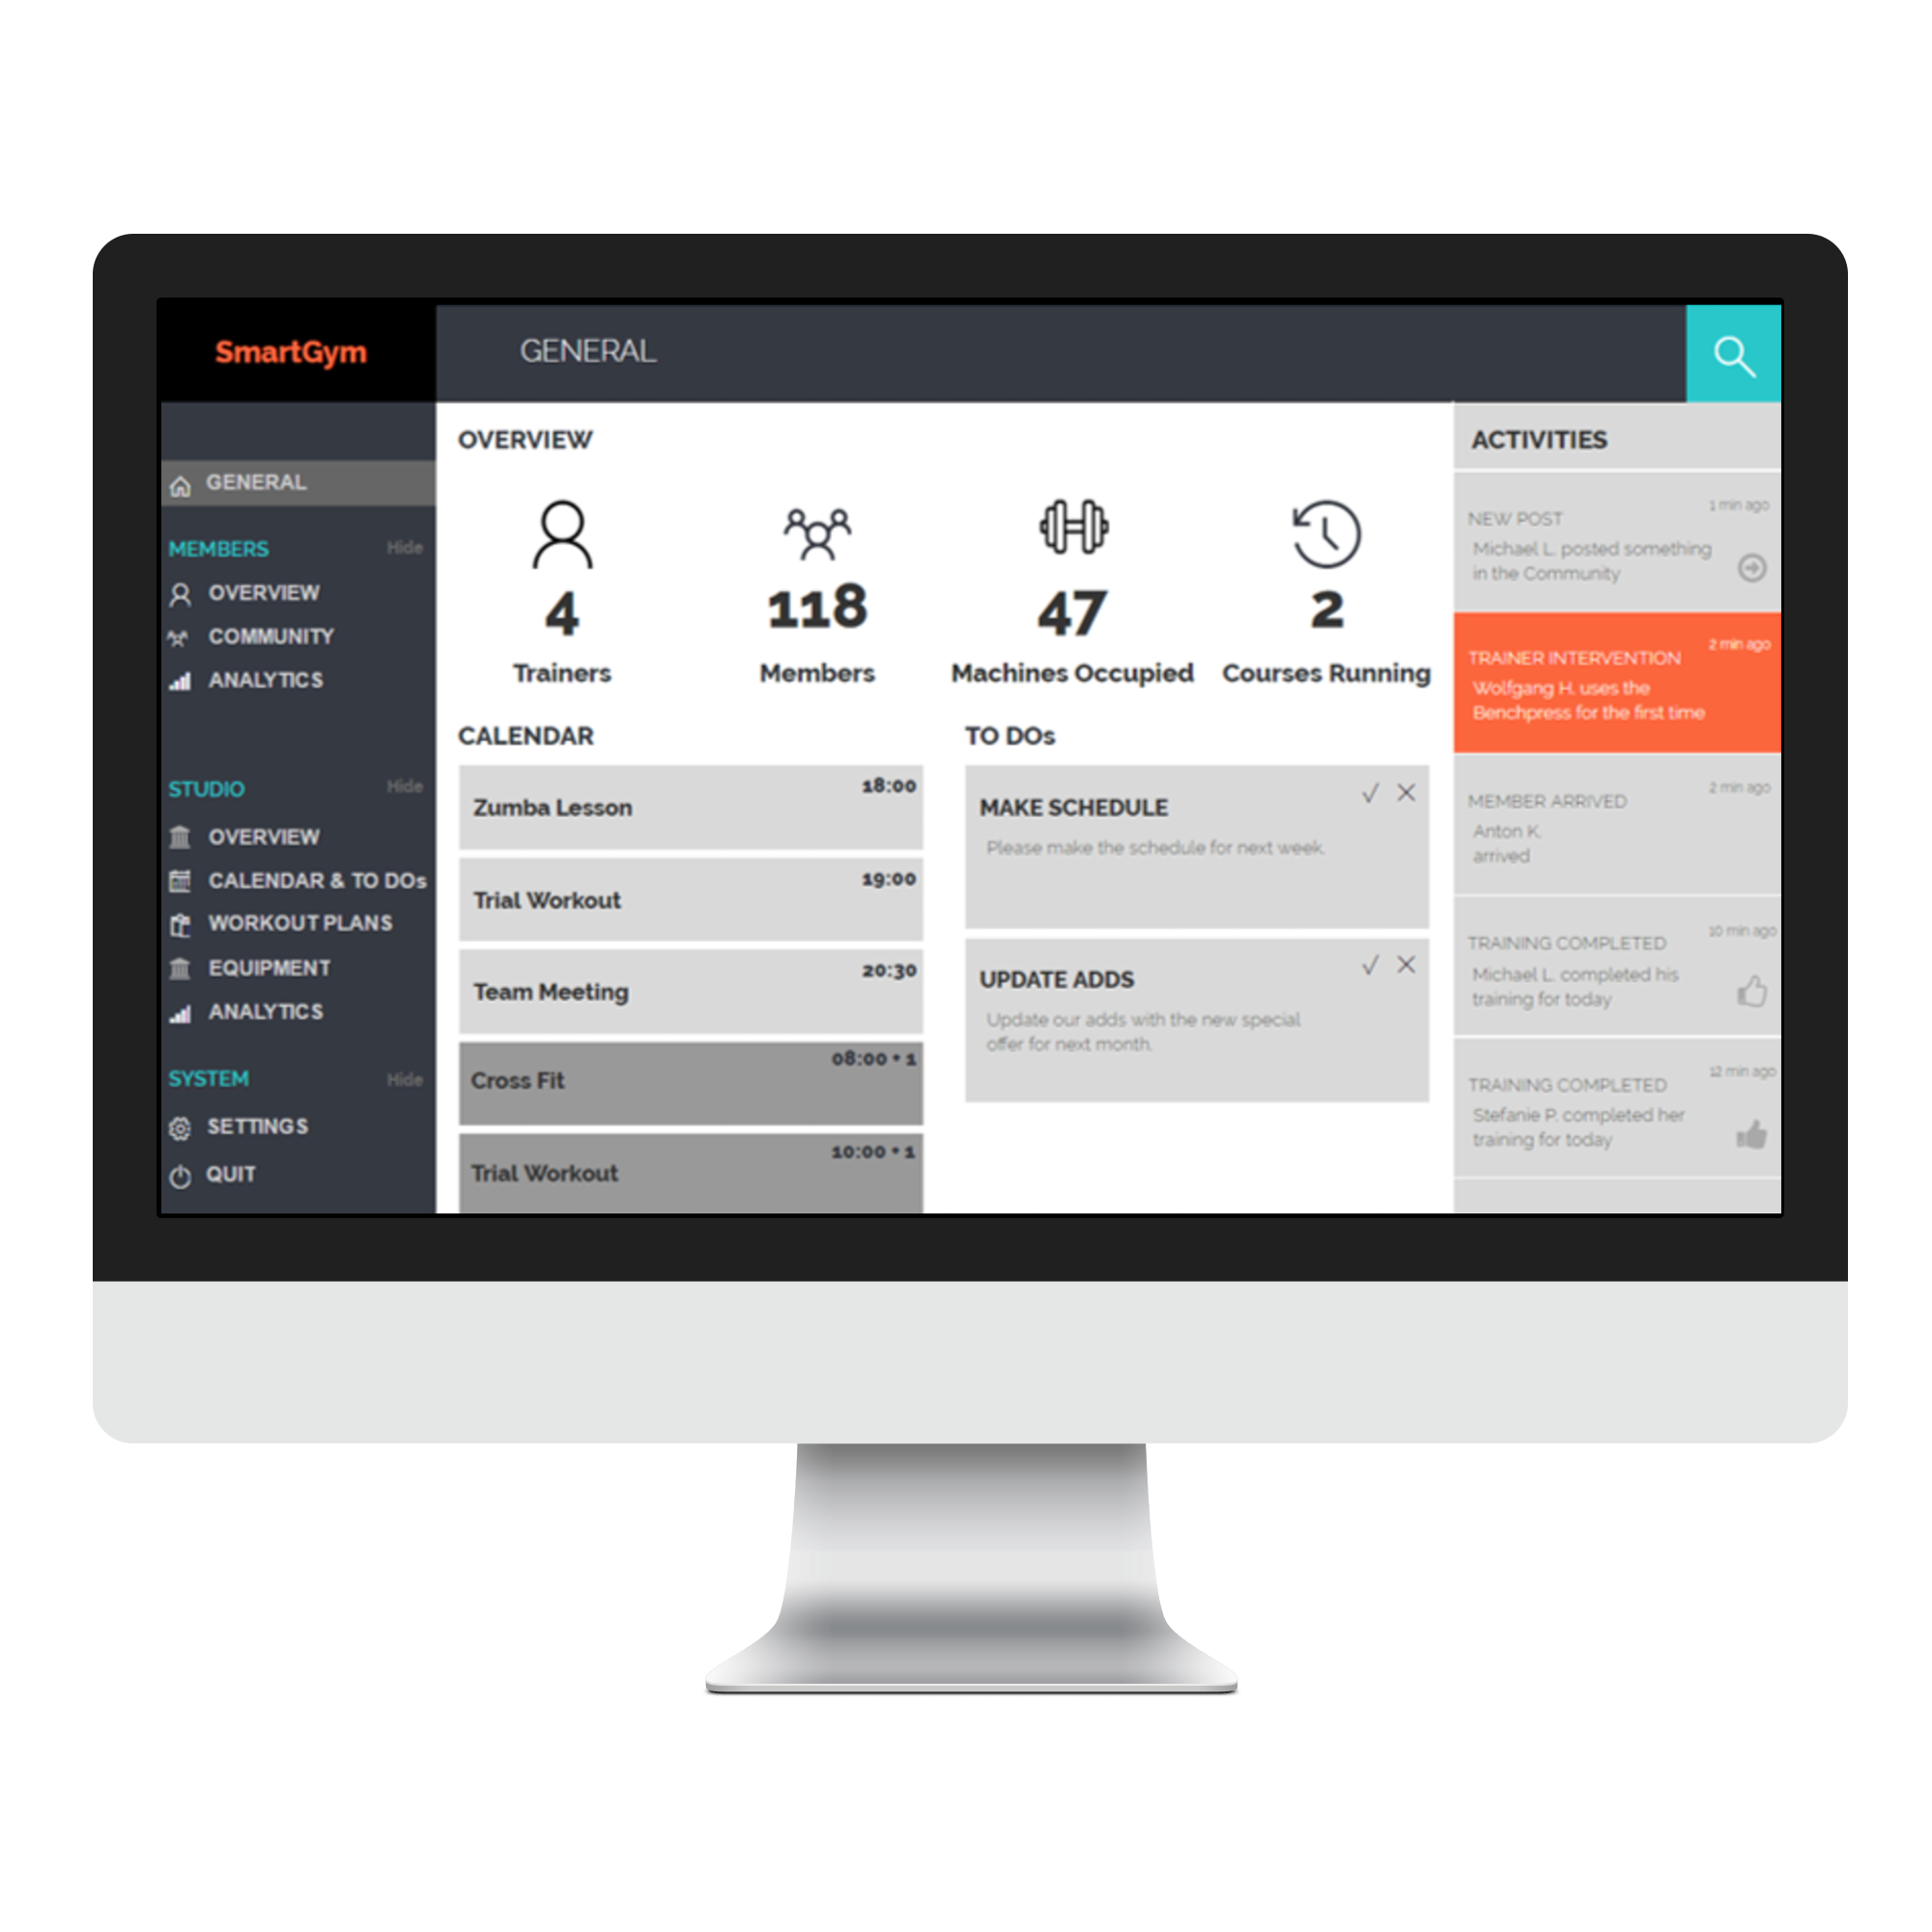 SmartGym
GENERAL
GENERAL
MEMBERS Hide
OVERVIEW
COMMUNITY
ANALYTICS
STUDIO Hide
OVERVIEW
CALENDAR & TO DOs
WORKOUT PLANS
EQUIPMENT
ANALYTICS
SYSTEM Hide
SETTINGS
QUIT
OVERVIEW
4
Trainers
118
Members
47
Machines Occupied
2
Courses Running
CALENDAR
18:00
Zumba Lesson
19:00
Trial Workout
20:30
Team Meeting
08:00 + 1
Cross Fit
10:00 + 1
Trial Workout
TO DOs
MAKE SCHEDULE
Please make the schedule for next week.
UPDATE ADDS
Update our adds with the new special
offer for next month.
ACTIVITIES
1 min ago
NEW POST
Michael L. posted something
in the Community
2 min ago
TRAINER INTERVENTION
Wolfgang H. uses the
Benchpress for the first time
2 min ago
MEMBER ARRIVED
Anton K.
arrived
10 min ago
TRAINING COMPLETED
Michael L. completed his
training for today
12 min ago
TRAINING COMPLETED
Stefanie P. completed her
training for today